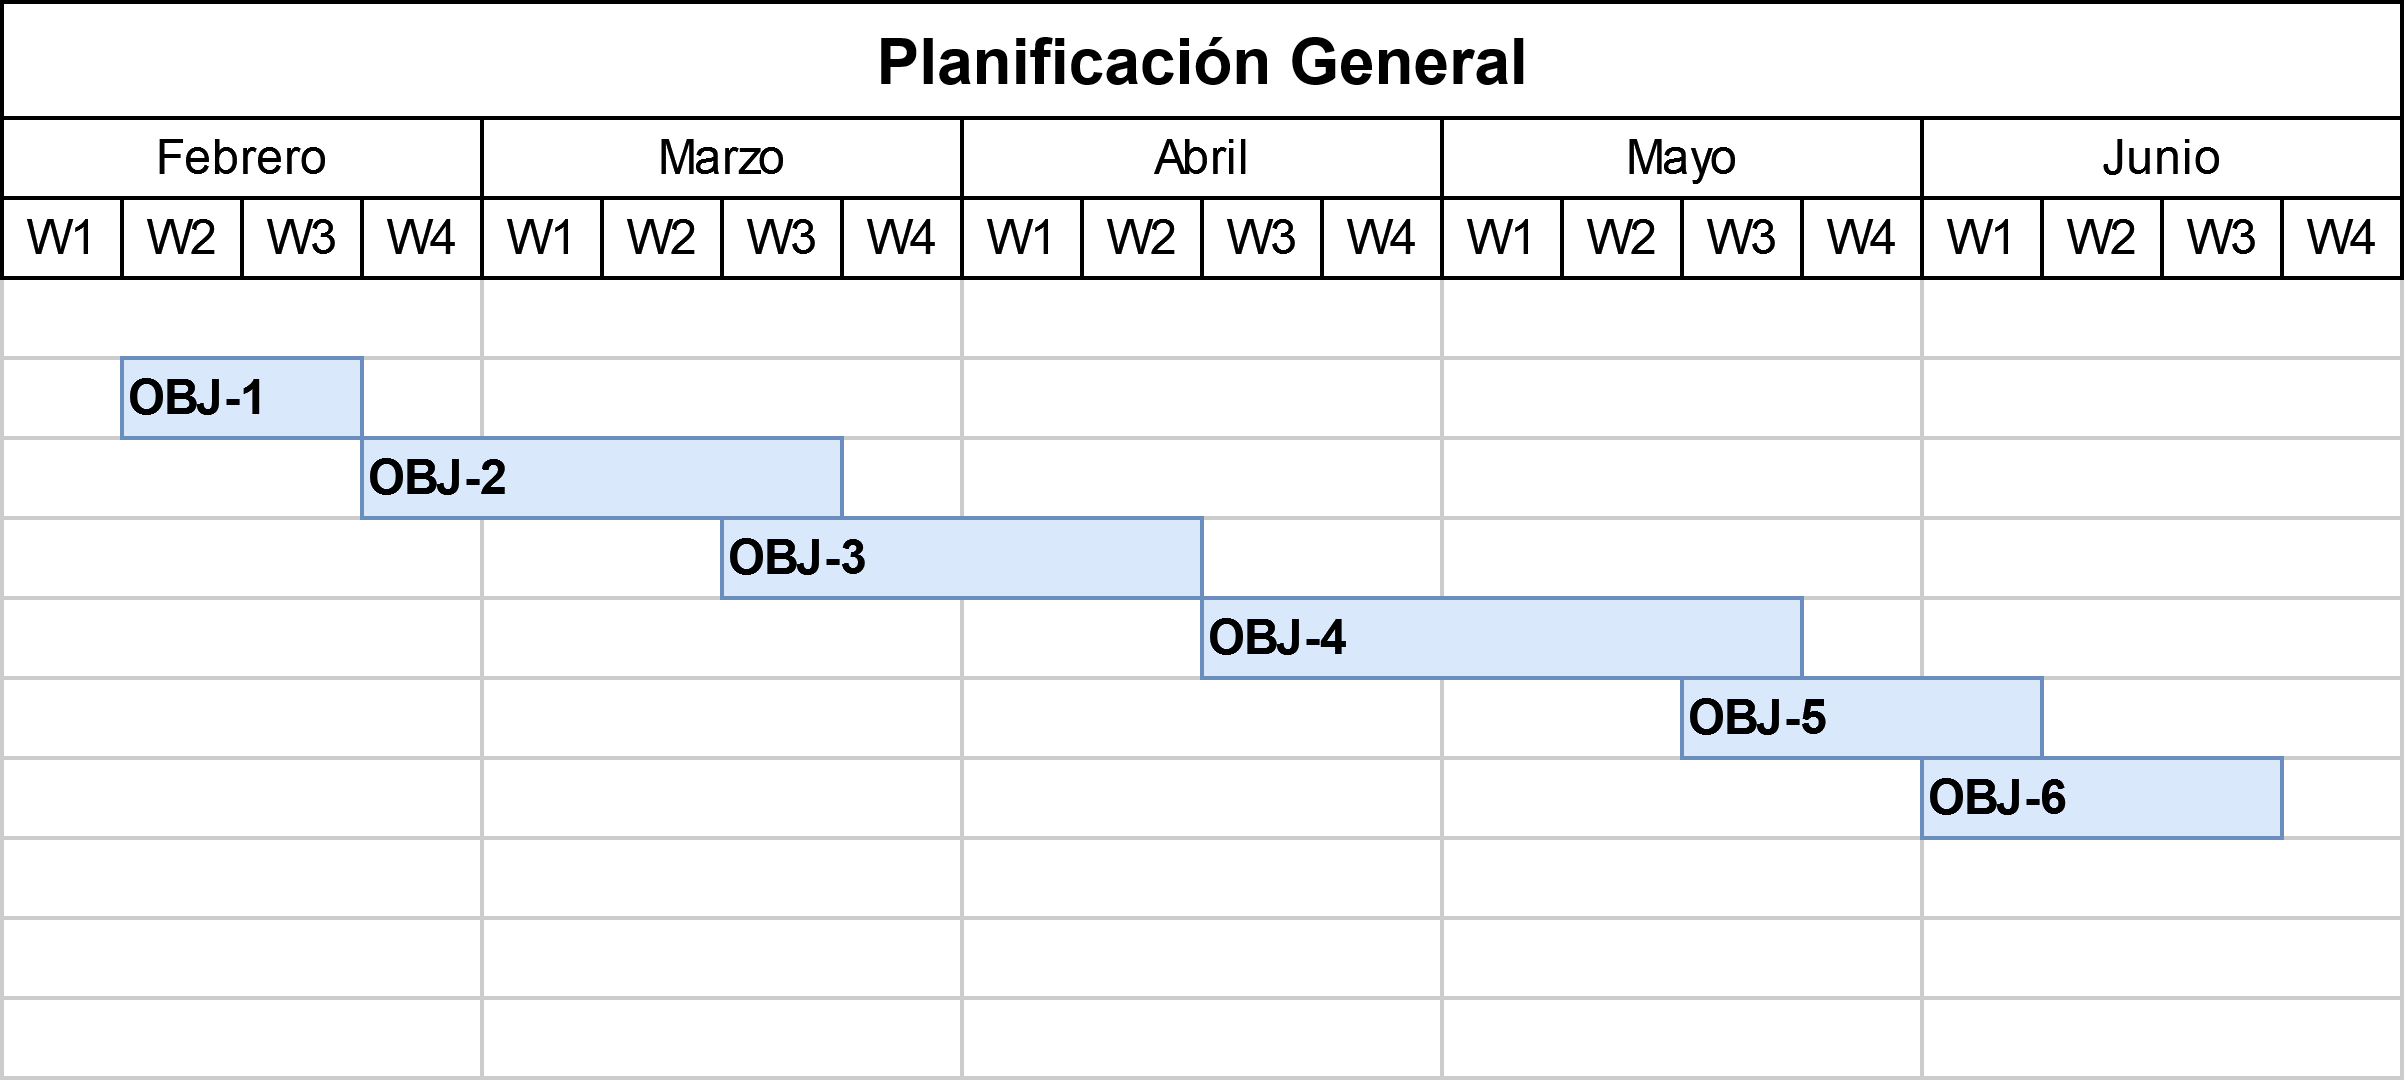 Planificación General
Febrero Marzo Abril Mayo Junio
W1 W2 W3 W4 W1 W2 W3 W4 W1 W2 W3 W4 W1 W2 W3 W4 W1 W2 W3 W4
OBJ-1
OBJ-2
OBJ-3
OBJ-4
OBJ-5
OBJ-6